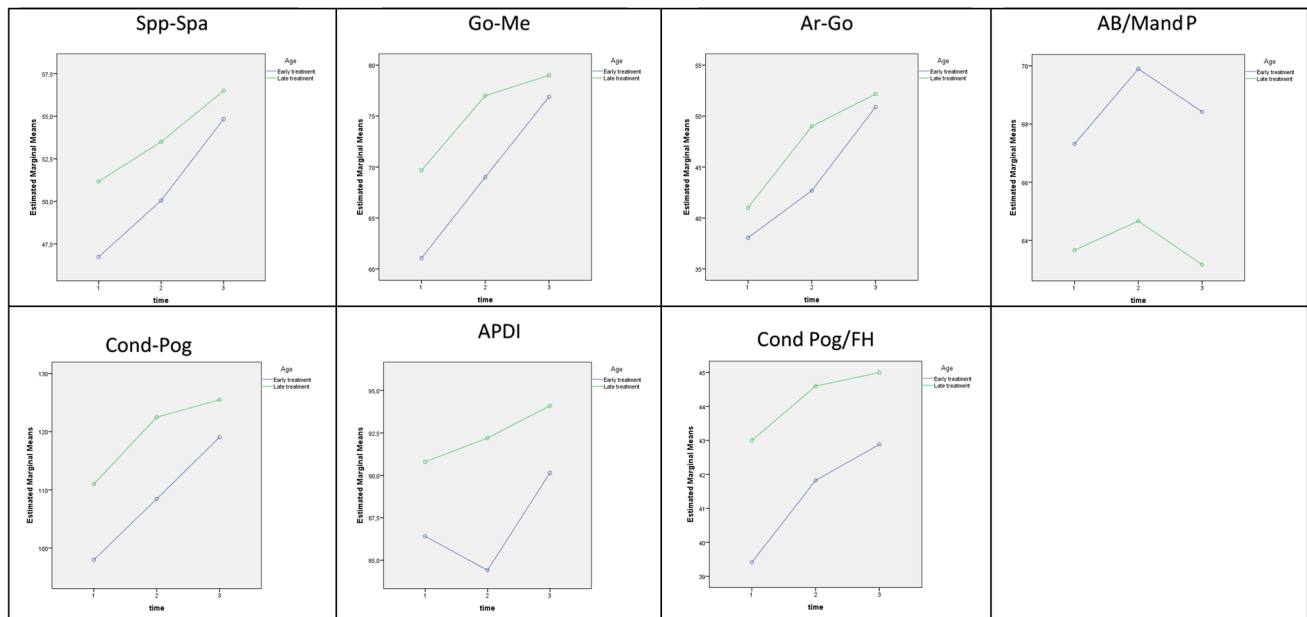 Spp-Spa
Age
Early treatment
Late treatment
57,5
55,0
52,5
50,0
47,5
Estimated Marginal Means
1 2 3
time
Go-Me
Age
Early treatment
Late treatment
80
75
70
65
60
Estimated Marginal Means
1 2 3
time
Ar-Go
Age
Early treatment
Late treatment
55
50
45
40
35
Estimated Marginal Means
1 2 3
time
AB/Mand P
Age
Early treatment
Late treatment
70
68
66
64
Estimated Marginal Means
1 2 3
time
Cond-Pog
Age
Early treatment
Late treatment
130
120
110
100
Estimated Marginal Means
1 2 3
time
APDI
Age
Early treatment
Late treatment
95,0
92,5
90,0
87,5
85,0
Estimated Marginal Means
1 2 3
time
Cond Pog/FH
Age
Early treatment
Late treatment
45
44
43
42
41
40
39
Estimated Marginal Means
1 2 3
time